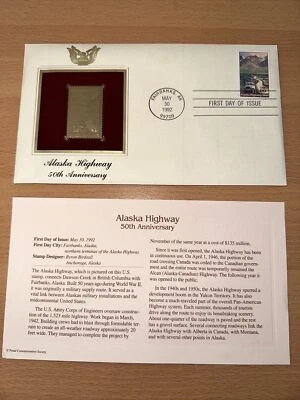 FAIRBANKS, AK
MAY
30
1992
99709
FIRST DAY OF ISSUE
Alaska Highway
50th Anniversary
Alaska Highway
50th Anniversary
First Day of Issue: May 30, 1992
First Day City: Fairbanks, Alaska,
northern terminus of the Alaska Highway
Stamp Designer: Byron Birdsall
Anchorage, Alaska
The Alaska Highway, which is pictured on this U.S.
stamp, connects Dawson Creek in British Columbia with
Fairbanks, Alaska. Built 50 years ago during World War II,
it was originally a military supply route. It served as a
vital link between Alaskan military installations and the
midcontinental United States.
The U.S. Army Corps of Engineers oversaw construction
of the 1,523 mile highway. Work began in March,
1942. Building crews had to blast through formidable terrain
to create an all-weather roadway approximately 20
feet wide. They managed to complete the project by
November of the same year at a cost of $135 million.
Since it was first opened, the Alaska Highway has been
in continuous use. On April 1, 1946, the portion of the
road crossing Canada was ceded to the Canadian government
and the entire route was temporarily renamed the
Alcan (Alaska-Canadian) Highway. The following year it
was opened to the public.
In the 1940s and 1950s, the Alaska Highway spurred a
development boom in the Yukon Territory. It has also
become a much-traveled part of the overall Pan-American
Highway system. Each summer, thousands of vehicles
drive along the route to enjoy its breathtaking scenery.
About one-quarter of the roadway is paved and the rest
has a gravel surface. Several connecting roadways link the
Alaska Highway with Alberta in Canada, with Montana,
and with several other points in Alaska.
© Postal Commemorative Society